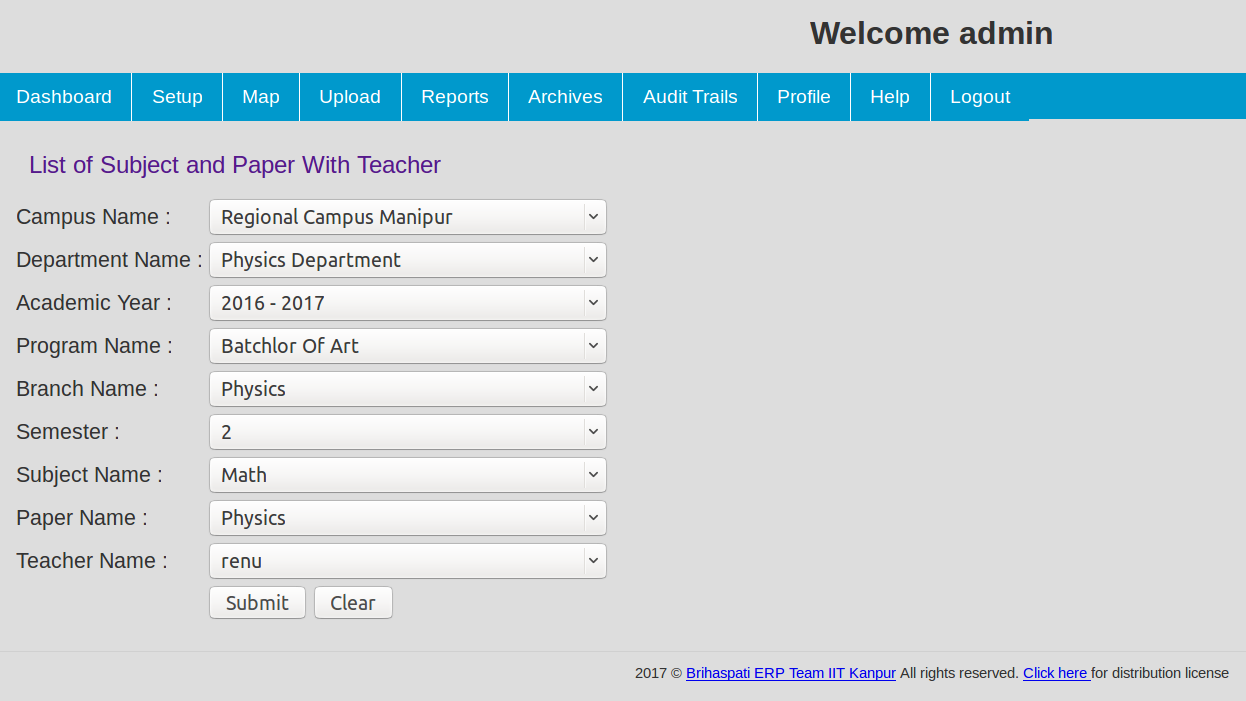 Welcome admin
Dashboard Setup Map Upload Reports Archives Audit Trails Profile Help Logout
List of Subject and Paper With Teacher
Campus Name : Regional Campus Manipur
Department Name : Physics Department
Academic Year : 2016 - 2017
Program Name : Batchlor Of Art
Branch Name : Physics
Semester : 2
Subject Name : Math
Paper Name : Physics
Teacher Name : renu
Submit Clear
2017 © Brihaspati ERP Team IIT Kanpur All rights reserved. Click here for distribution license